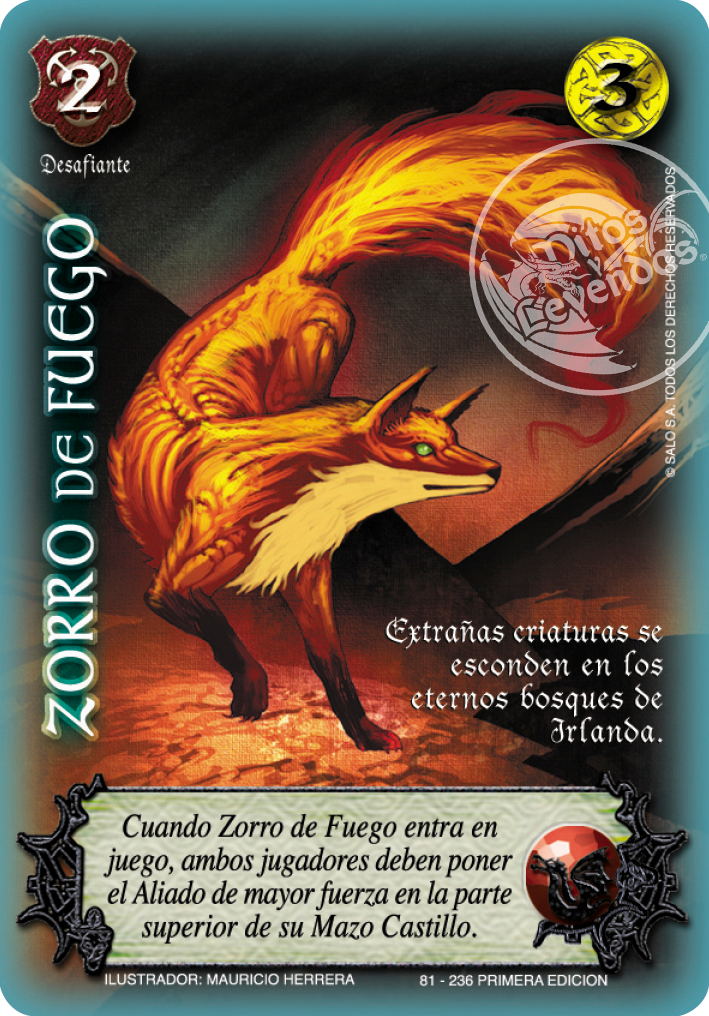 2
3
Desafiante
ZORRO DE FUEGO
Mitos
y
Leyendas
©
© SALO S.A. TODOS LOS DERECHOS RESERVADOS
Extrañas criaturas se
esconden en los
eternos bosques de
Irlanda.
Cuando Zorro de Fuego entra en
juego, ambos jugadores deben poner
el Aliado de mayor fuerza en la parte
superior de su Mazo Castillo.
ILUSTRADOR: MAURICIO HERRERA
81 - 236 PRIMERA EDICION